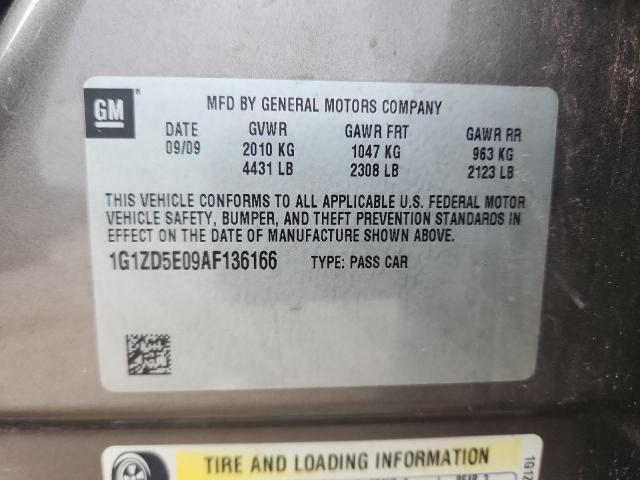 GM
MFD BY GENERAL MOTORS COMPANY
DATE GVWR GAWR FRT GAWR RR
09/09 2010 KG 1047 KG 963 KG
4431 LB 2308 LB 2123 LB
THIS VEHICLE CONFORMS TO ALL APPLICABLE U.S. FEDERAL MOTOR
VEHICLE SAFETY, BUMPER, AND THEFT PREVENTION STANDARDS IN
EFFECT ON THE DATE OF MANUFACTURE SHOWN ABOVE.
1G1ZD5E09AF136166 TYPE: PASS CAR
TIRE AND LOADING INFORMATION
1G1Z